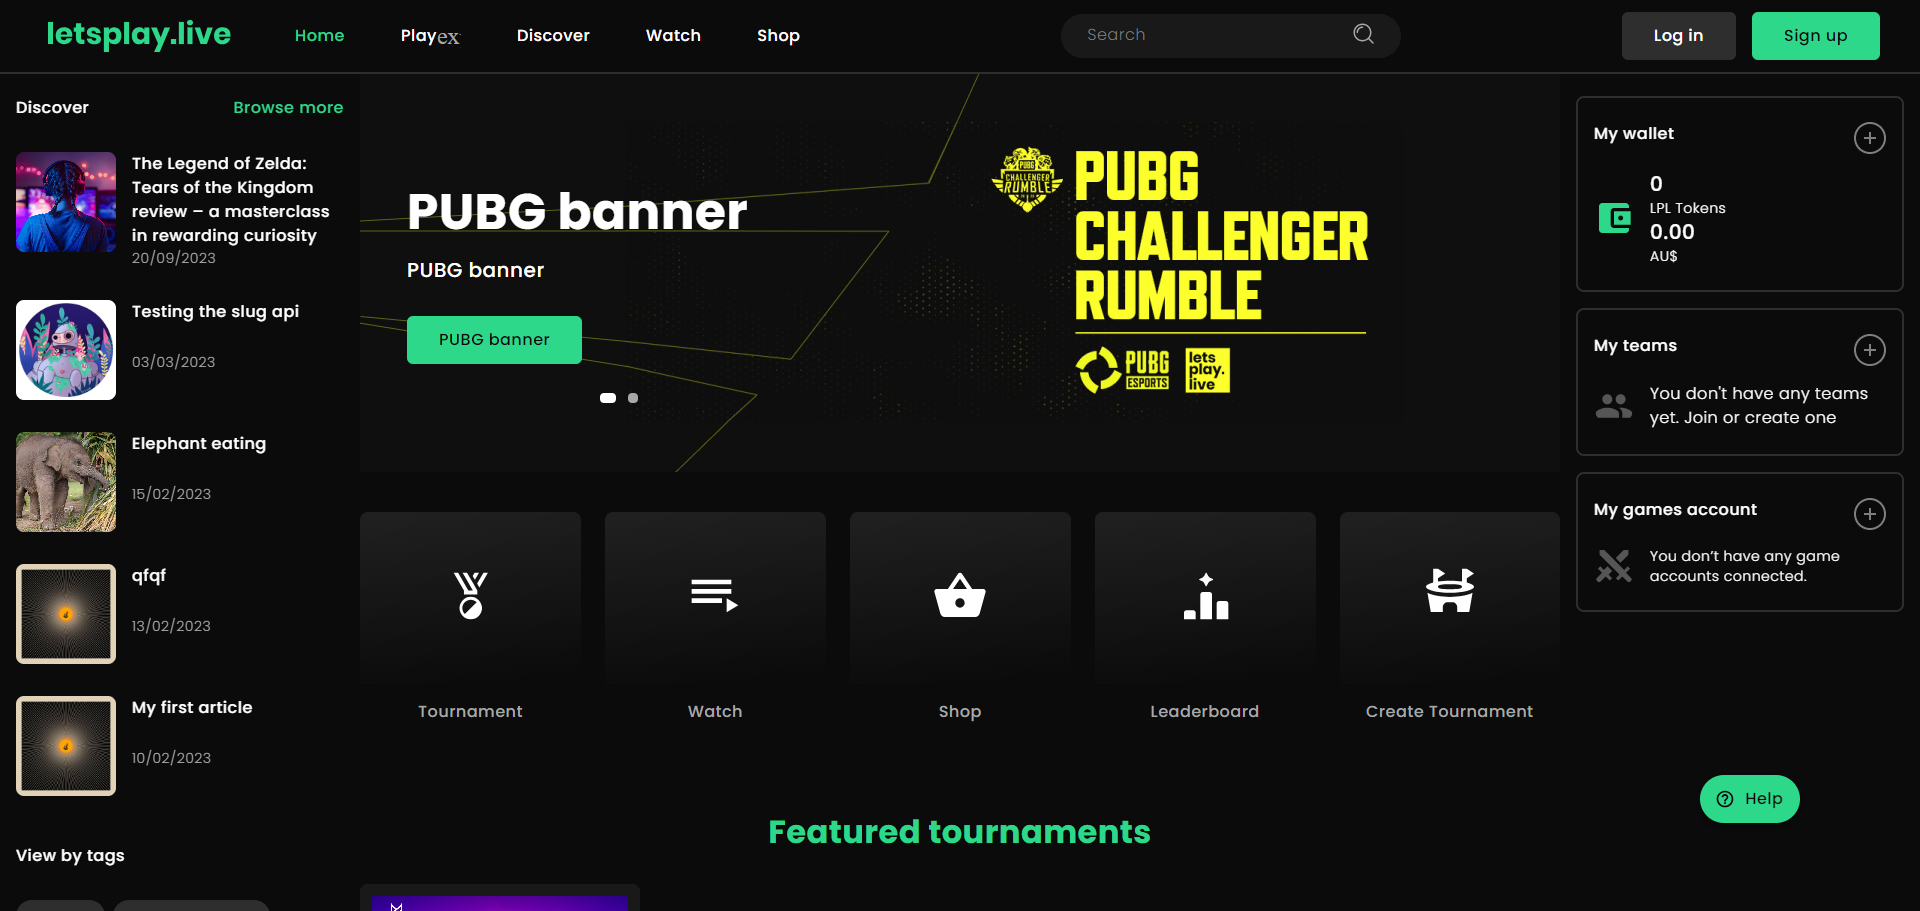 letsplay.live
Home
Playex
Discover
Watch
Shop
Search
Log in
Sign up
Discover
Browse more
The Legend of Zelda:
Tears of the Kingdom
review – a masterclass
in rewarding curiosity
20/09/2023
Testing the slug api
03/03/2023
Elephant eating
15/02/2023
qfqf
13/02/2023
My first article
10/02/2023
View by tags
PUBG banner
PUBG banner
PUBG banner
PUBG
CHALLENGER
RUMBLE
PUBG
CHALLENGER
RUMBLE
PUBG
ESPORTS
lets
play.
live
Tournament
Watch
Shop
Leaderboard
Create Tournament
Featured tournaments
My wallet
0
LPL Tokens
0.00
AU$
My teams
You don't have any teams
yet. Join or create one
My games account
You don’t have any game
accounts connected.
Help